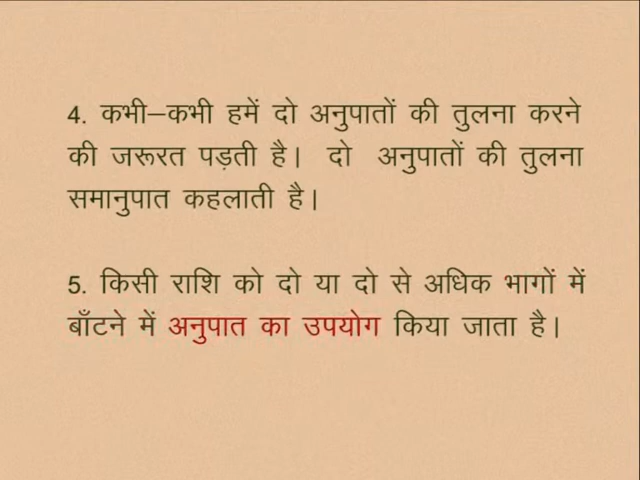 4. कभी–कभी हमें दो अनुपातों की तुलना करने
की जरूरत पड़ती है। दो अनुपातों की तुलना
समानुपात कहलाती है।
5. किसी राशि को दो या दो से अधिक भागों में
बाँटने में अनुपात का उपयोग किया जाता है।